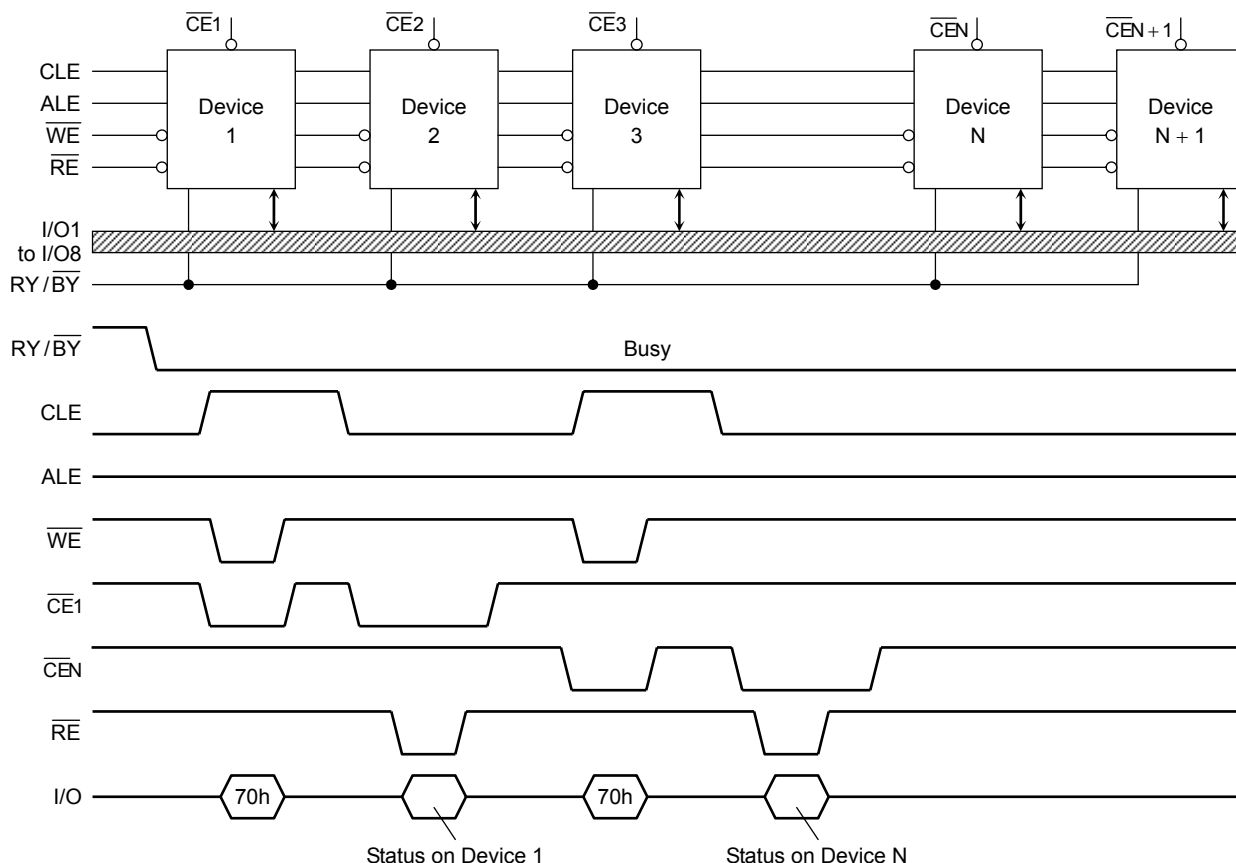 CE1 CE2 CE3 CEN CEN + 1
CLE
ALE
WE
RE
Device 1
Device 2
Device 3
Device N
Device N + 1
I/O1
to I/O8
RY / BY
RY / BY
Busy
CLE
ALE
WE
CE1
CEN
RE
I/O
70h
70h
Status on Device 1
Status on Device N